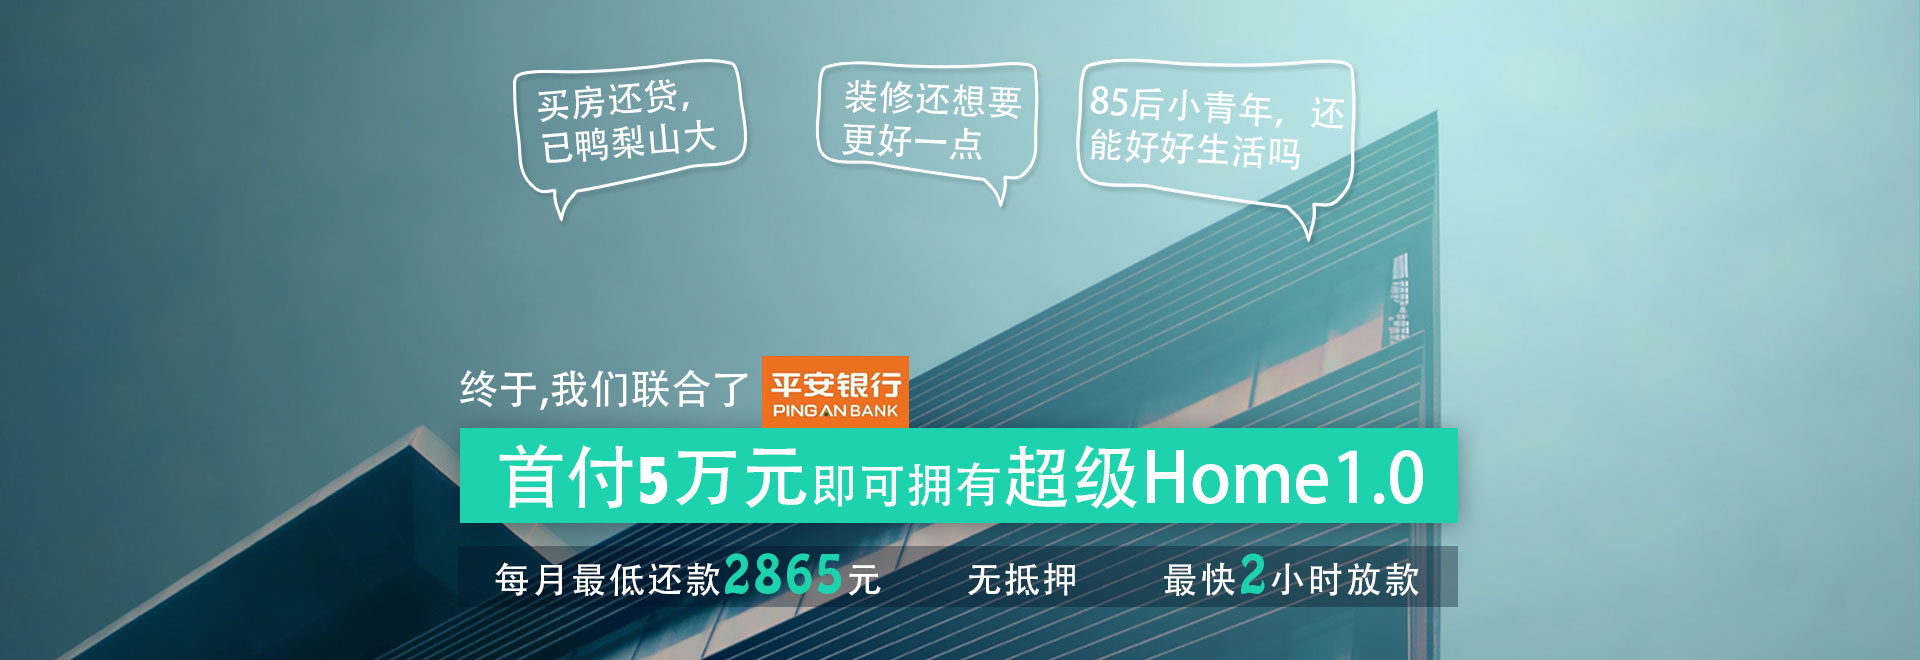 买房还贷,
已鸭梨山大
装修还想要
更好一点
85后小青年，还
能好好生活吗
终于,我们联合了 平安银行
PING AN BANK
首付5万元即可拥有超级Home1.0
每月最低还款2865元 无抵押 最快2小时放款